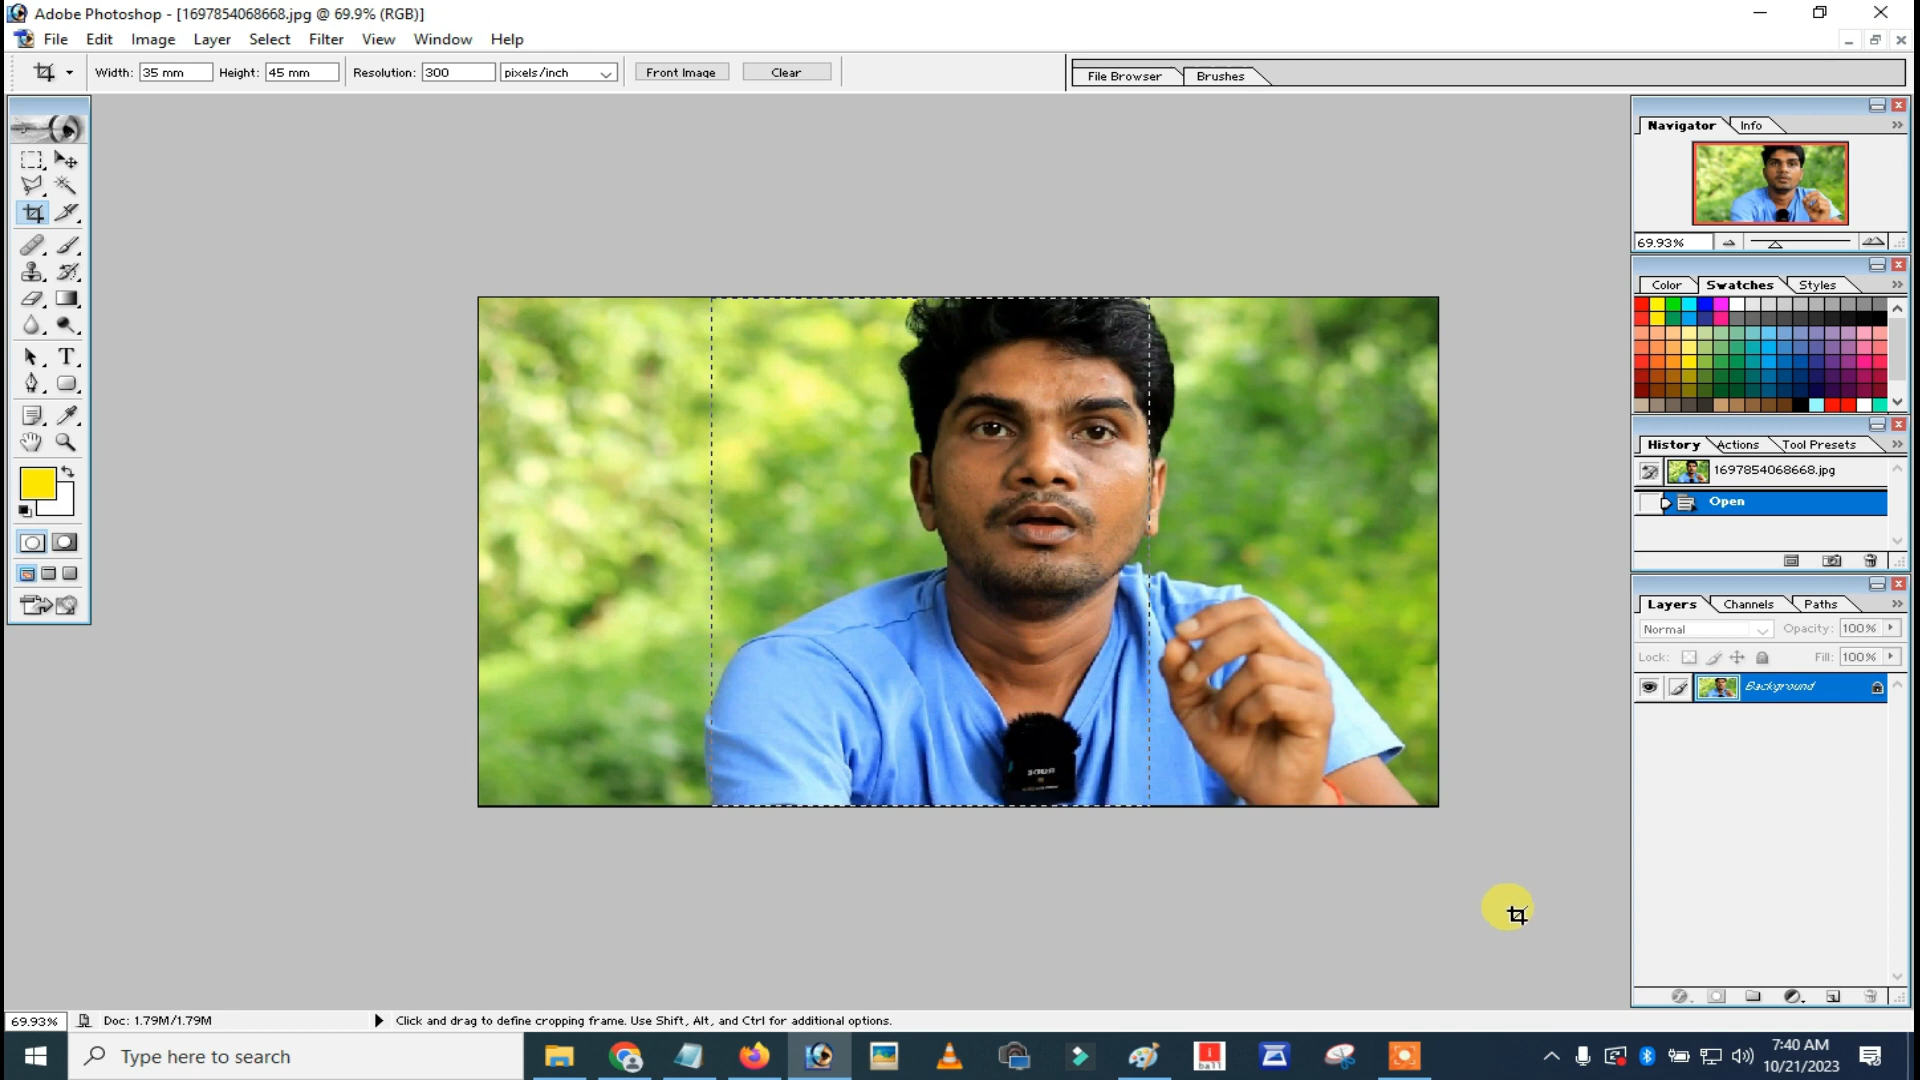 Adobe Photoshop - [1697854068668.jpg @ 69.9% (RGB)]
File Edit Image Layer Select Filter View Window Help
Width: 35 mm Height: 45 mm Resolution: 300 pixels/inch Front Image Clear File Browser Brushes
Navigator Info
69.93%
Color Swatches Styles
History Actions Tool Presets
1697854068668.jpg
Open
Layers Channels Paths
Normal Opacity: 100%
Lock: Fill: 100%
Background
69.93% Doc: 1.79M/1.79M Click and drag to define cropping frame. Use Shift, Alt, and Ctrl for additional options.
Type here to search
7:40 AM
10/21/2023